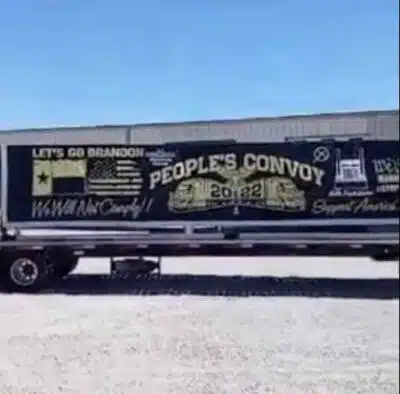 LET'S GO BRANDON
PEOPLE'S CONVOY
2022
We Will Not Comply!!
Support America